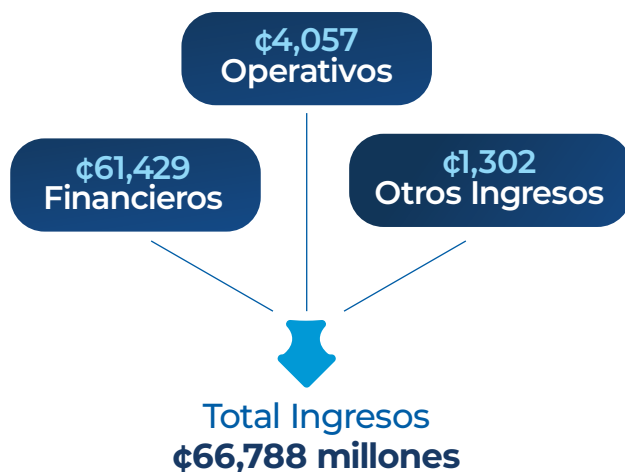 ¢4,057
Operativos
¢61,429
Financieros
¢1,302
Otros Ingresos
Total Ingresos
¢66,788 millones